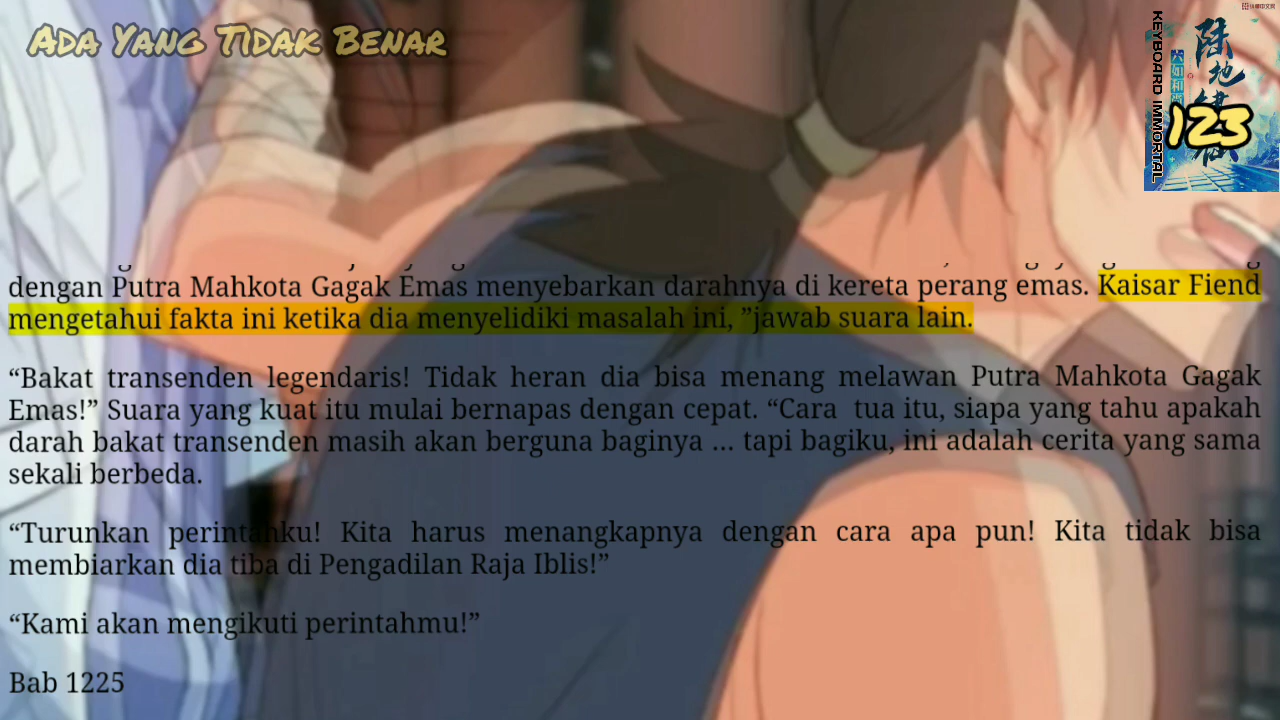 Ada Yang Tidak Benar
KEYBOARD IMMORTAL
123
dengan Putra Mahkota Gagak Emas menyebarkan darahnya di kereta perang emas. Kaisar Fiend
mengetahui fakta ini ketika dia menyelidiki masalah ini, ”jawab suara lain.
“Bakat transenden legendaris! Tidak heran dia bisa menang melawan Putra Mahkota Gagak
Emas!” Suara yang kuat itu mulai bernapas dengan cepat. “Cara tua itu, siapa yang tahu apakah
darah bakat transenden masih akan berguna baginya … tapi bagiku, ini adalah cerita yang sama
sekali berbeda.
“Turunkan perintahku! Kita harus menangkapnya dengan cara apa pun! Kita tidak bisa
membiarkan dia tiba di Pengadilan Raja Iblis!”
“Kami akan mengikuti perintahmu!”
Bab 1225